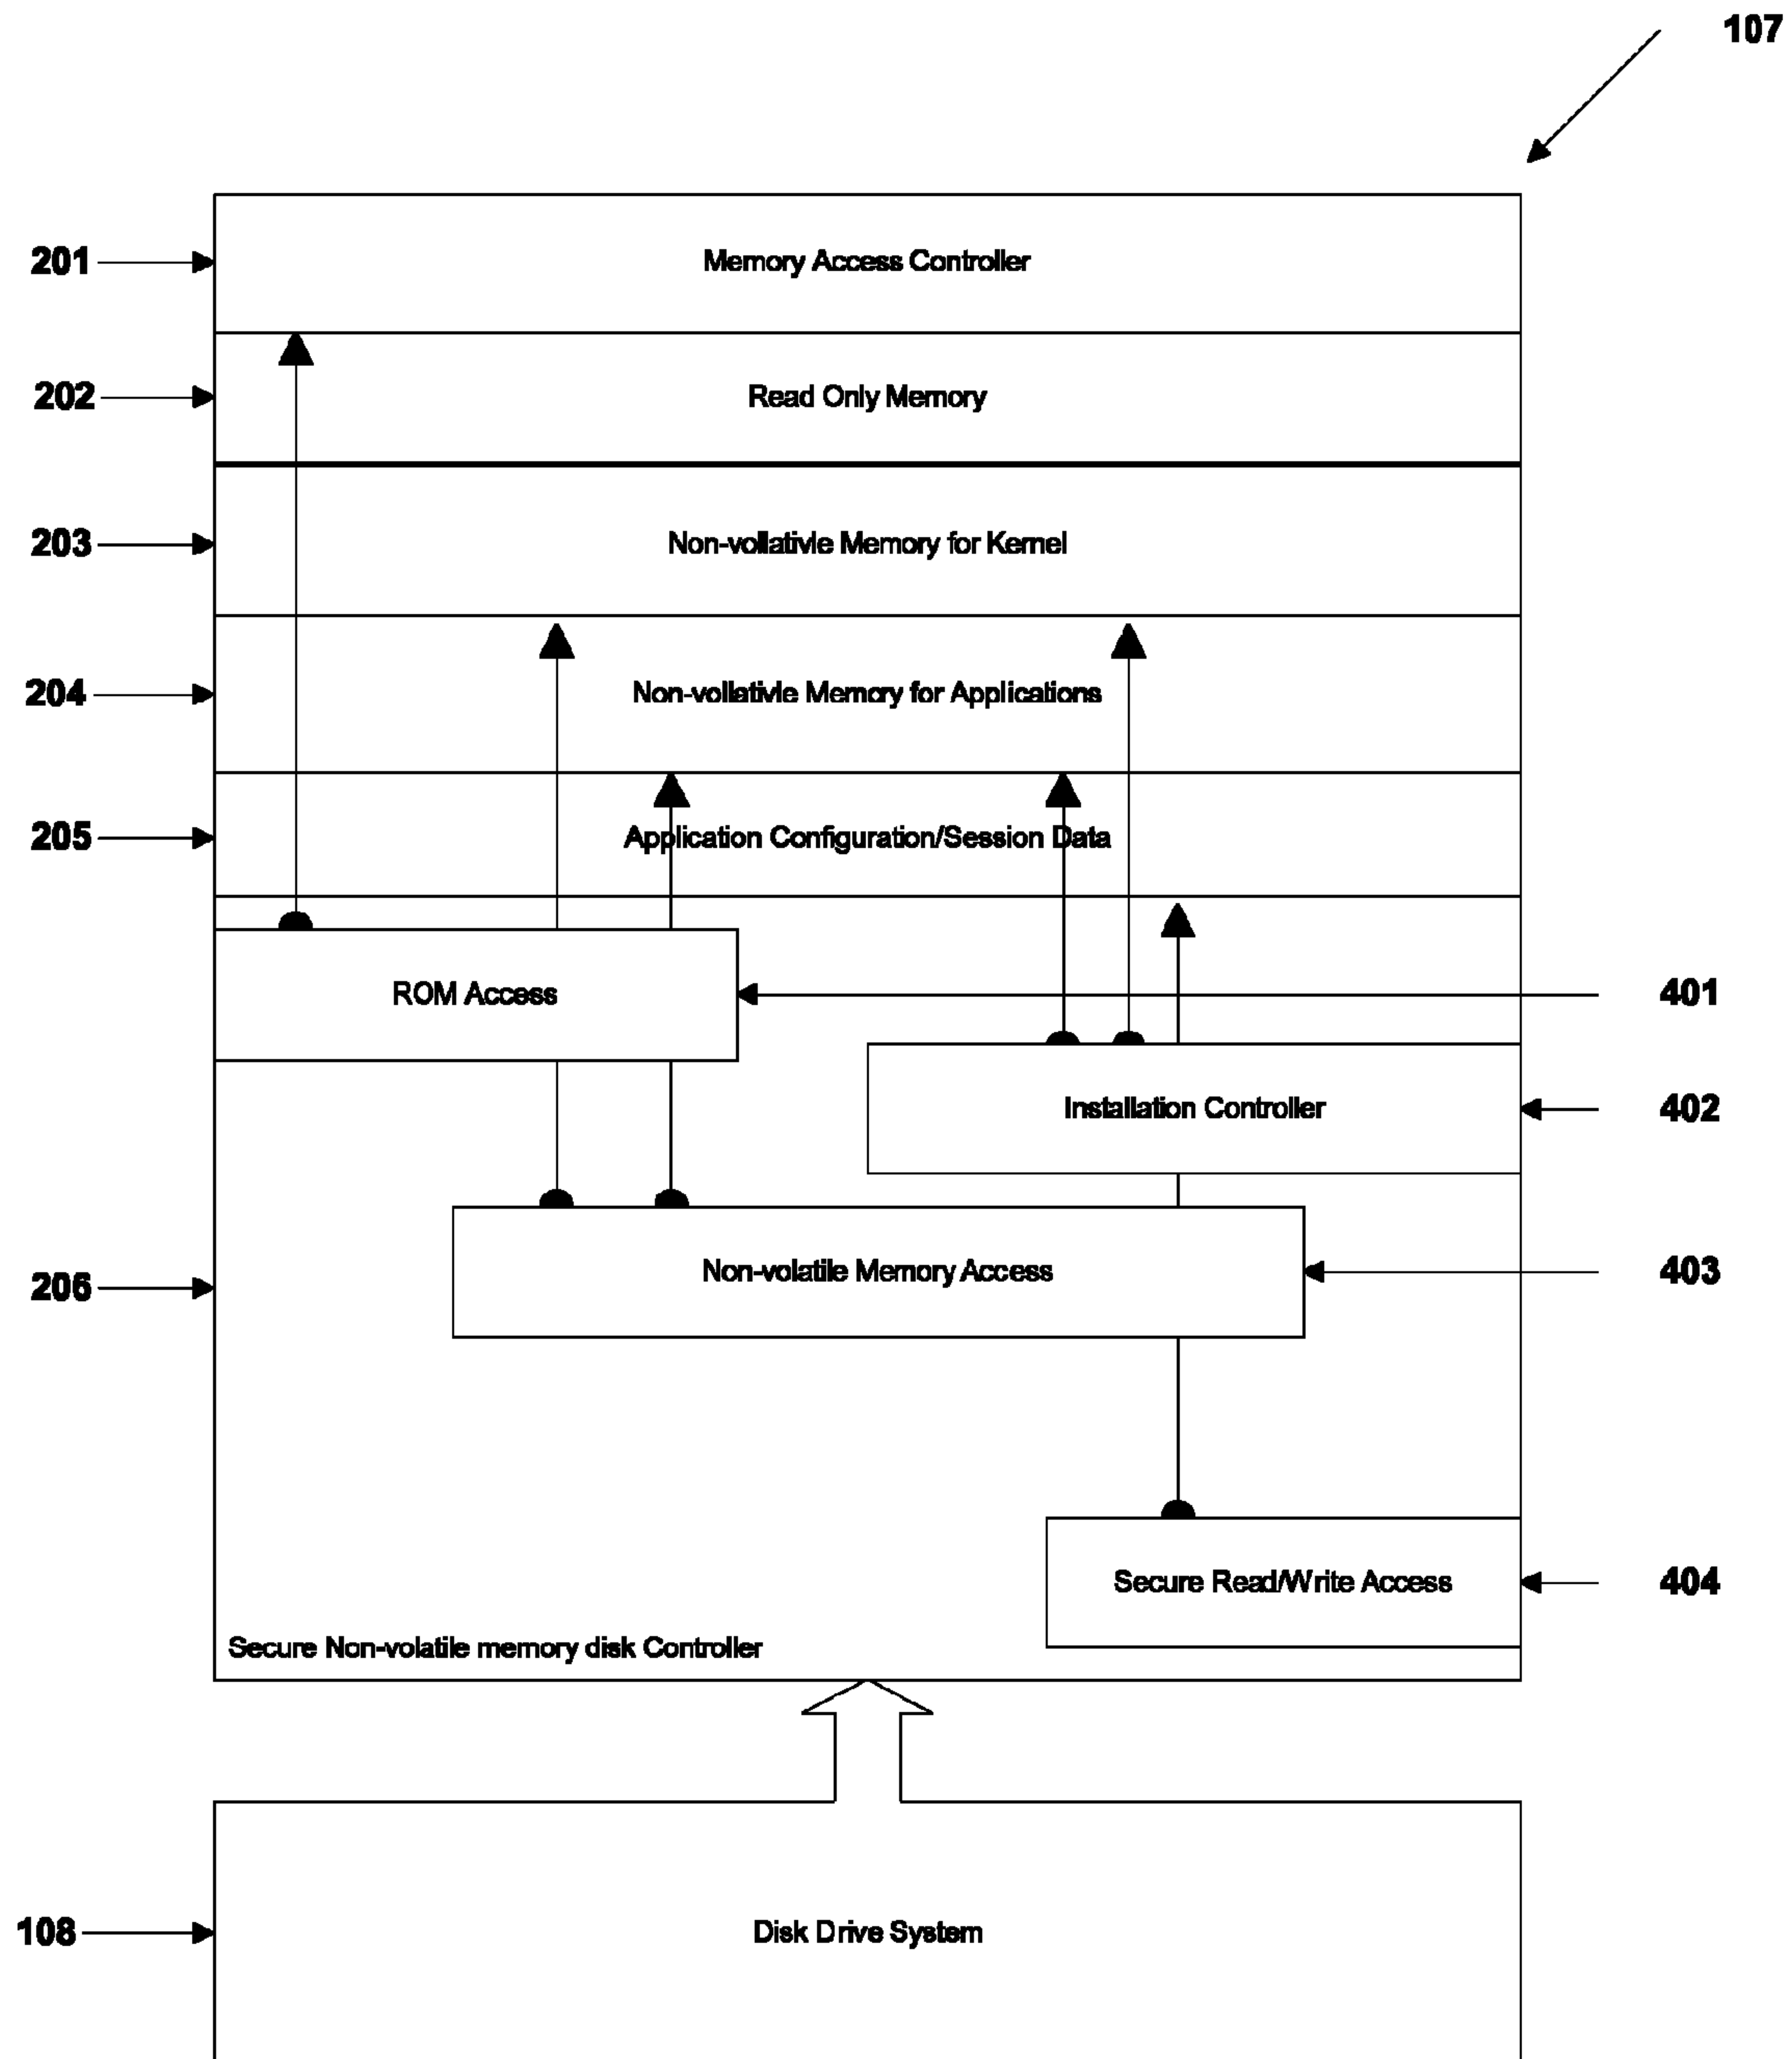 107
201
Memory Access Controller
202
Read Only Memory
203
Non-vollativle Memory for Kernel
204
Non-vollativle Memory for Applications
205
Application Configuration/Session Data
ROM Access
401
Installation Controller
402
206
Non-volatile Memory Access
403
Secure Read/Write Access
404
Secure Non-volatile memory disk Controller
108
Disk Drive System